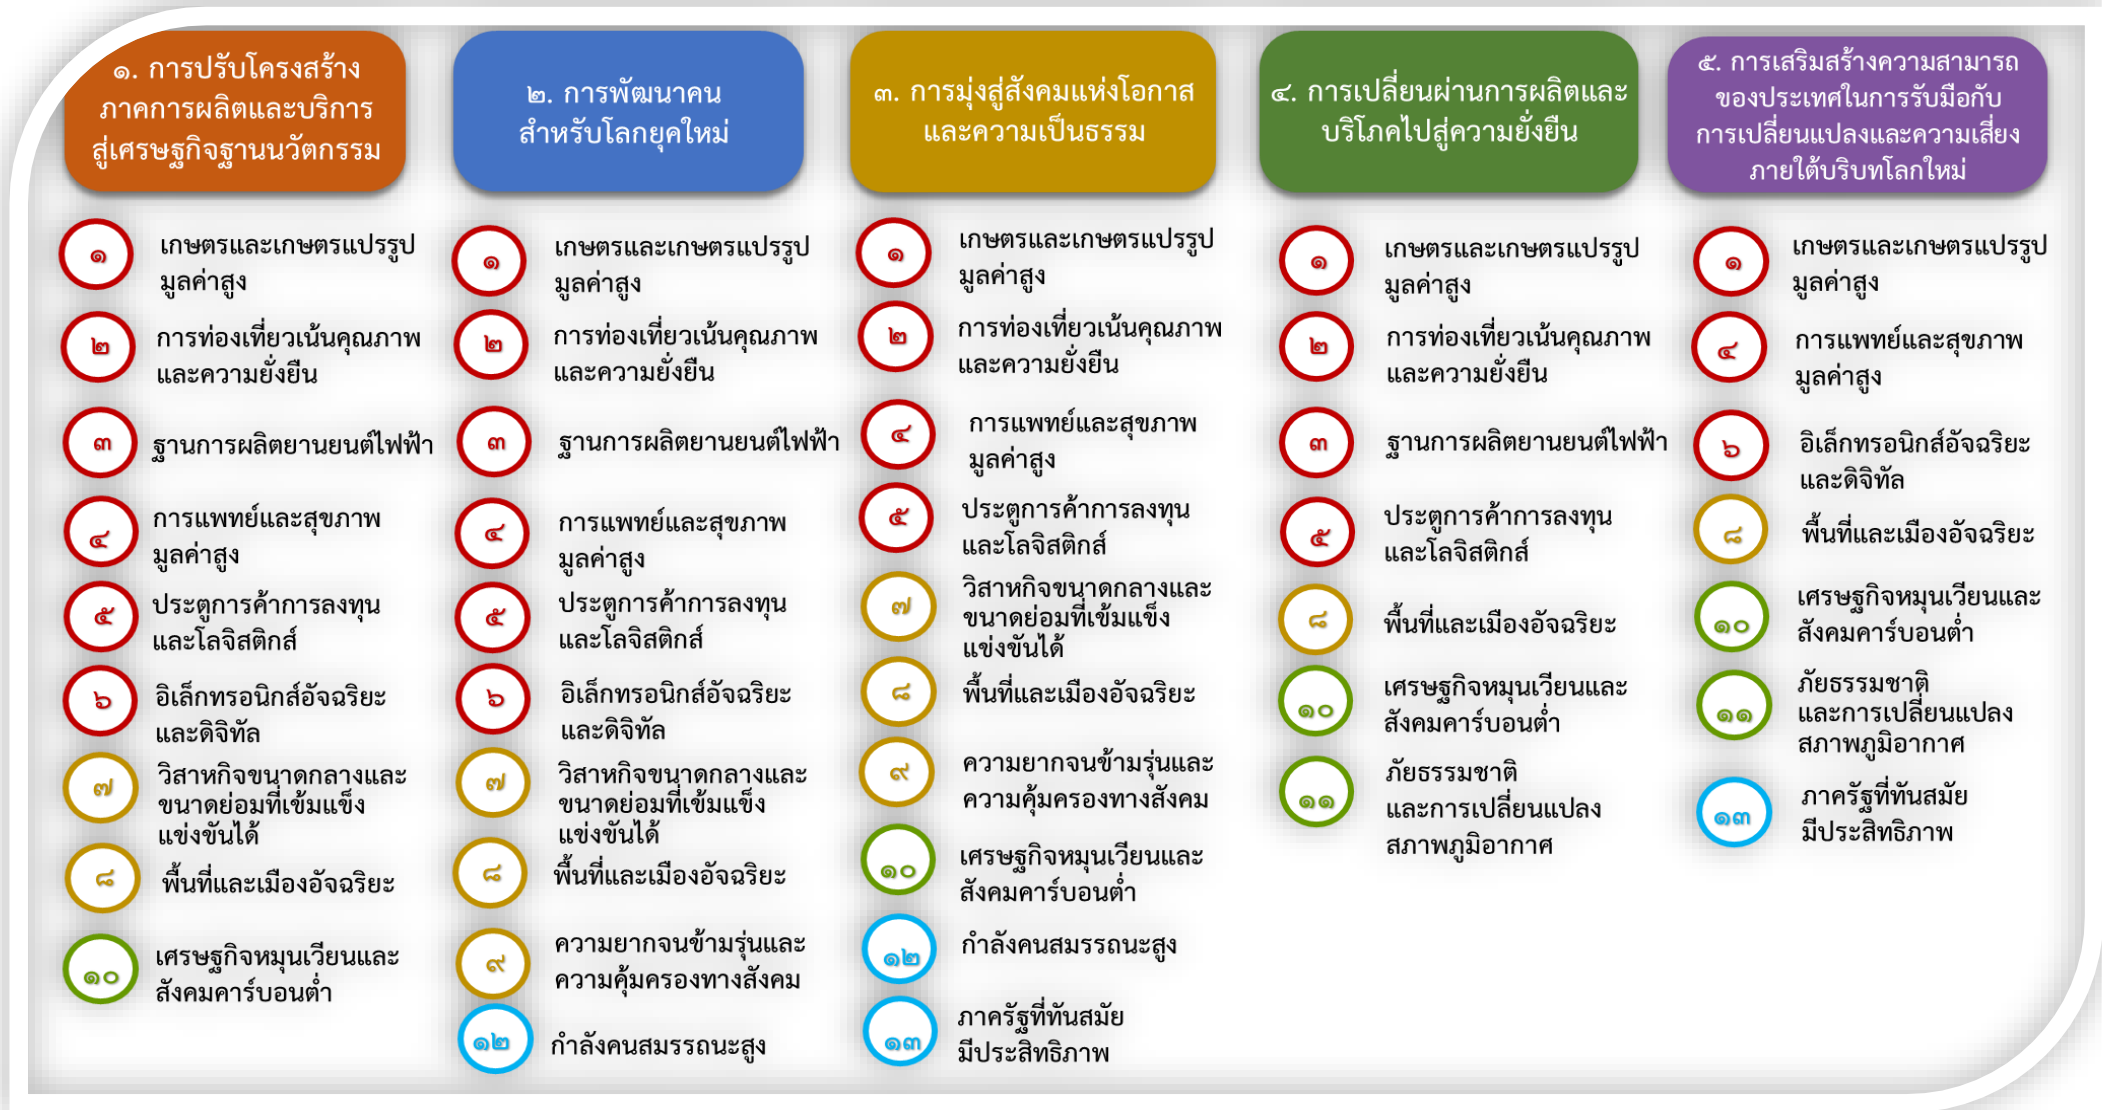 ๑. การปรับโครงสร้าง
ภาคการผลิตและบริการ
สู่เศรษฐกิจฐานนวัตกรรม
๑
เกษตรและเกษตรแปรรูป
มูลค่าสูง
๒
การท่องเที่ยวเน้นคุณภาพ
และความยั่งยืน
๓
ฐานการผลิตยานยนต์ไฟฟ้า
๔
การแพทย์และสุขภาพ
มูลค่าสูง
๕
ประตูการค้าการลงทุน
และโลจิสติกส์
๖
อิเล็กทรอนิกส์อัจฉริยะ
และดิจิทัล
๗
วิสาหกิจขนาดกลางและ
ขนาดย่อมที่เข้มแข็ง
แข่งขันได้
๘
พื้นที่และเมืองอัจฉริยะ
๑๐
เศรษฐกิจหมุนเวียนและ
สังคมคาร์บอนต่ำ
๒. การพัฒนาคน
สำหรับโลกยุคใหม่
๑
เกษตรและเกษตรแปรรูป
มูลค่าสูง
๒
การท่องเที่ยวเน้นคุณภาพ
และความยั่งยืน
๓
ฐานการผลิตยานยนต์ไฟฟ้า
๔
การแพทย์และสุขภาพ
มูลค่าสูง
๕
ประตูการค้าการลงทุน
และโลจิสติกส์
๖
อิเล็กทรอนิกส์อัจฉริยะ
และดิจิทัล
๗
วิสาหกิจขนาดกลางและ
ขนาดย่อมที่เข้มแข็ง
แข่งขันได้
๘
พื้นที่และเมืองอัจฉริยะ
๙
ความยากจนข้ามรุ่นและ
ความคุ้มครองทางสังคม
๑๒
กำลังคนสมรรถนะสูง
๓. การมุ่งสู่สังคมแห่งโอกาส
และความเป็นธรรม
๑
เกษตรและเกษตรแปรรูป
มูลค่าสูง
๒
การท่องเที่ยวเน้นคุณภาพ
และความยั่งยืน
๔
การแพทย์และสุขภาพ
มูลค่าสูง
๕
ประตูการค้าการลงทุน
และโลจิสติกส์
๗
วิสาหกิจขนาดกลางและ
ขนาดย่อมที่เข้มแข็ง
แข่งขันได้
๘
พื้นที่และเมืองอัจฉริยะ
๙
ความยากจนข้ามรุ่นและ
ความคุ้มครองทางสังคม
๑๐
เศรษฐกิจหมุนเวียนและ
สังคมคาร์บอนต่ำ
๑๒
กำลังคนสมรรถนะสูง
๑๓
ภาครัฐที่ทันสมัย
มีประสิทธิภาพ
๔. การเปลี่ยนผ่านการผลิตและ
บริโภคไปสู่ความยั่งยืน
๑
เกษตรและเกษตรแปรรูป
มูลค่าสูง
๒
การท่องเที่ยวเน้นคุณภาพ
และความยั่งยืน
๓
ฐานการผลิตยานยนต์ไฟฟ้า
๕
ประตูการค้าการลงทุน
และโลจิสติกส์
๘
พื้นที่และเมืองอัจฉริยะ
๑๐
เศรษฐกิจหมุนเวียนและ
สังคมคาร์บอนต่ำ
๑๑
ภัยธรรมชาติ
และการเปลี่ยนแปลง
สภาพภูมิอากาศ
๕. การเสริมสร้างความสามารถ
ของประเทศในการรับมือกับ
การเปลี่ยนแปลงและความเสี่ยง
ภายใต้บริบทโลกใหม่
๑
เกษตรและเกษตรแปรรูป
มูลค่าสูง
๔
การแพทย์และสุขภาพ
มูลค่าสูง
๖
อิเล็กทรอนิกส์อัจฉริยะ
และดิจิทัล
๘
พื้นที่และเมืองอัจฉริยะ
๑๐
เศรษฐกิจหมุนเวียนและ
สังคมคาร์บอนต่ำ
๑๑
ภัยธรรมชาติ
และการเปลี่ยนแปลง
สภาพภูมิอากาศ
๑๓
ภาครัฐที่ทันสมัย
มีประสิทธิภาพ